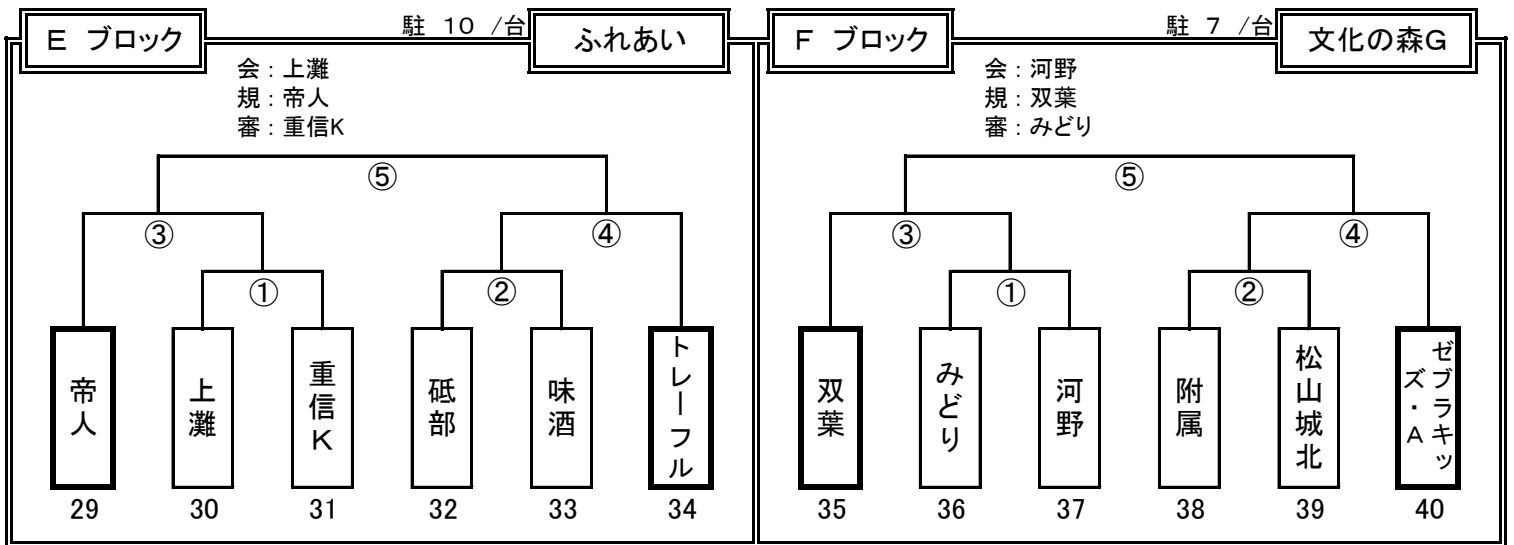 E ブロック
駐 10 /台
ふれあい
会：上灘
規：帝人
審：重信K
⑤
③
④
①
②
帝人
上灘
重信K
砥部
味酒
トレーフル
29
30
31
32
33
34
F ブロック
駐 7 /台
文化の森G
会：河野
規：双葉
審：みどり
⑤
③
④
①
②
双葉
みどり
河野
附属
松山城北
ゼブラキッ
ズ・A
35
36
37
38
39
40